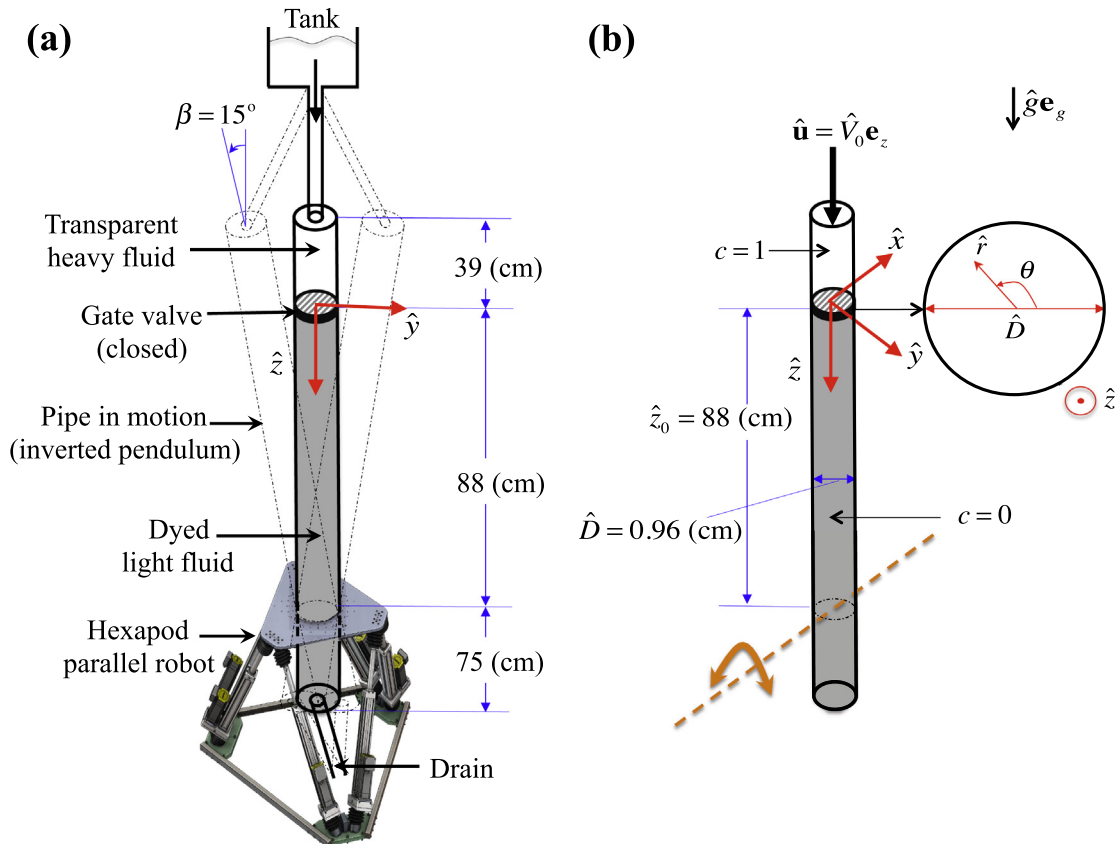 (a)
Tank
β = 15°
Transparent
heavy fluid
39 (cm)
Gate valve
(closed)
ŷ
ẑ
Pipe in motion
(inverted pendulum)
88 (cm)
Dyed
light fluid
Hexapod
parallel robot
75 (cm)
Drain
(b)
ĝe_g
û = V̂₀e_z
c = 1
x̂
r̂
θ
D̂
ŷ
ẑ
ẑ
ẑ₀ = 88 (cm)
D̂ = 0.96 (cm)
c = 0